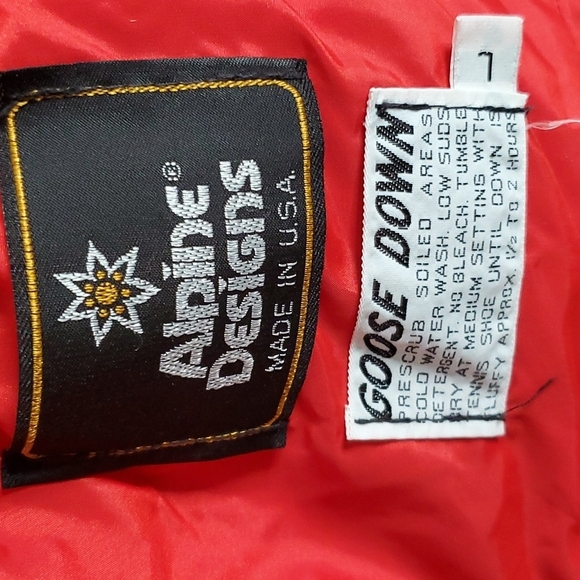 Alpine®
Designs
MADE IN U.S.A.
L
GOOSE DOWN
PRESCRUB SOILED AREAS
COLD WATER WASH. LOW SUDS
DETERGENT. NO BLEACH. TUMBLE
DRY AT MEDIUM SETTING WITH
TENNIS SHOE UNTIL DOWN S
FLUFFY APPROX. 1½ TO 2 HOURS